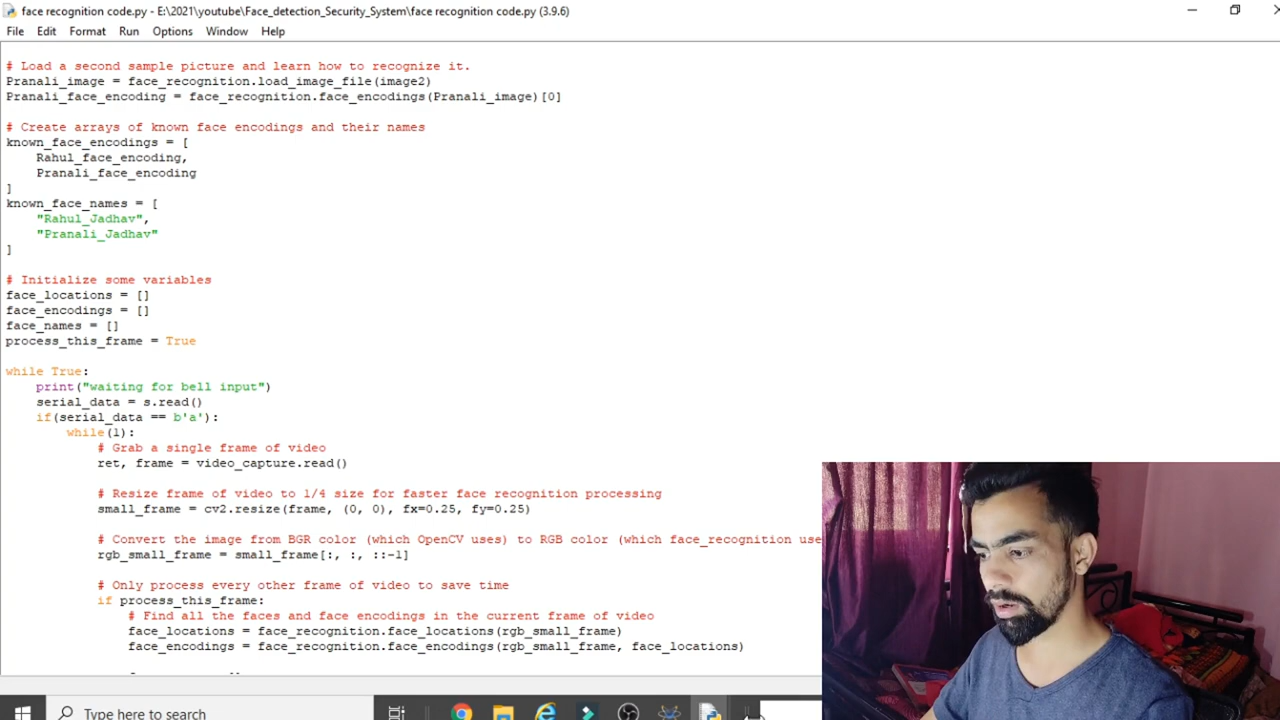 face recognition code.py - E:\2021\youtube\Face_detection_Security_System\face recognition code.py (3.9.6)
File Edit Format Run Options Window Help
# Load a second sample picture and learn how to recognize it.
Pranali_image = face_recognition.load_image_file(image2)
Pranali_face_encoding = face_recognition.face_encodings(Pranali_image)[0]
# Create arrays of known face encodings and their names
known_face_encodings = [
Rahul_face_encoding,
Pranali_face_encoding
]
known_face_names = [
"Rahul_Jadhav",
"Pranali_Jadhav"
]
# Initialize some variables
face_locations = []
face_encodings = []
face_names = []
process_this_frame = True
while True:
print("waiting for bell input")
serial_data = s.read()
if(serial_data == b'a'):
while(1):
# Grab a single frame of video
ret, frame = video_capture.read()
# Resize frame of video to 1/4 size for faster face recognition processing
small_frame = cv2.resize(frame, (0, 0), fx=0.25, fy=0.25)
# Convert the image from BGR color (which OpenCV uses) to RGB color (which face_recognition use
rgb_small_frame = small_frame[:, :, ::-1]
# Only process every other frame of video to save time
if process_this_frame:
# Find all the faces and face encodings in the current frame of video
face_locations = face_recognition.face_locations(rgb_small_frame)
face_encodings = face_recognition.face_encodings(rgb_small_frame, face_locations)
Type here to search